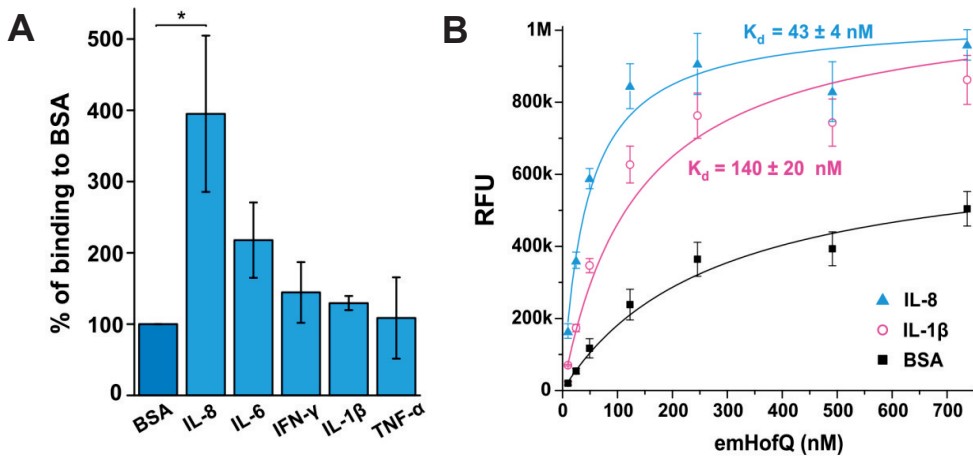 A
% of binding to BSA
500
400
300
200
100
0
*
BSA
IL-8
IL-6
IFN-γ
IL-1β
TNF-α
B
RFU
1M
800k
600k
400k
200k
0
K_d = 43 ± 4 nM
K_d = 140 ± 20 nM
IL-8
IL-1β
BSA
0 100 200 300 400 500 600 700
emHofQ (nM)